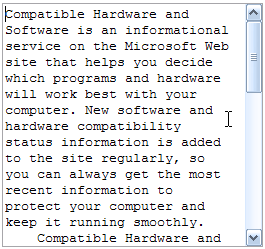 Compatible Hardware and
Software is an informational
service on the Microsoft Web
site that helps you decide
which programs and hardware
will work best with your
computer. New software and
hardware compatibility
status information is added
to the site regularly, so
you can always get the most
recent information to
protect your computer and
keep it running smoothly.
Compatible Hardware and